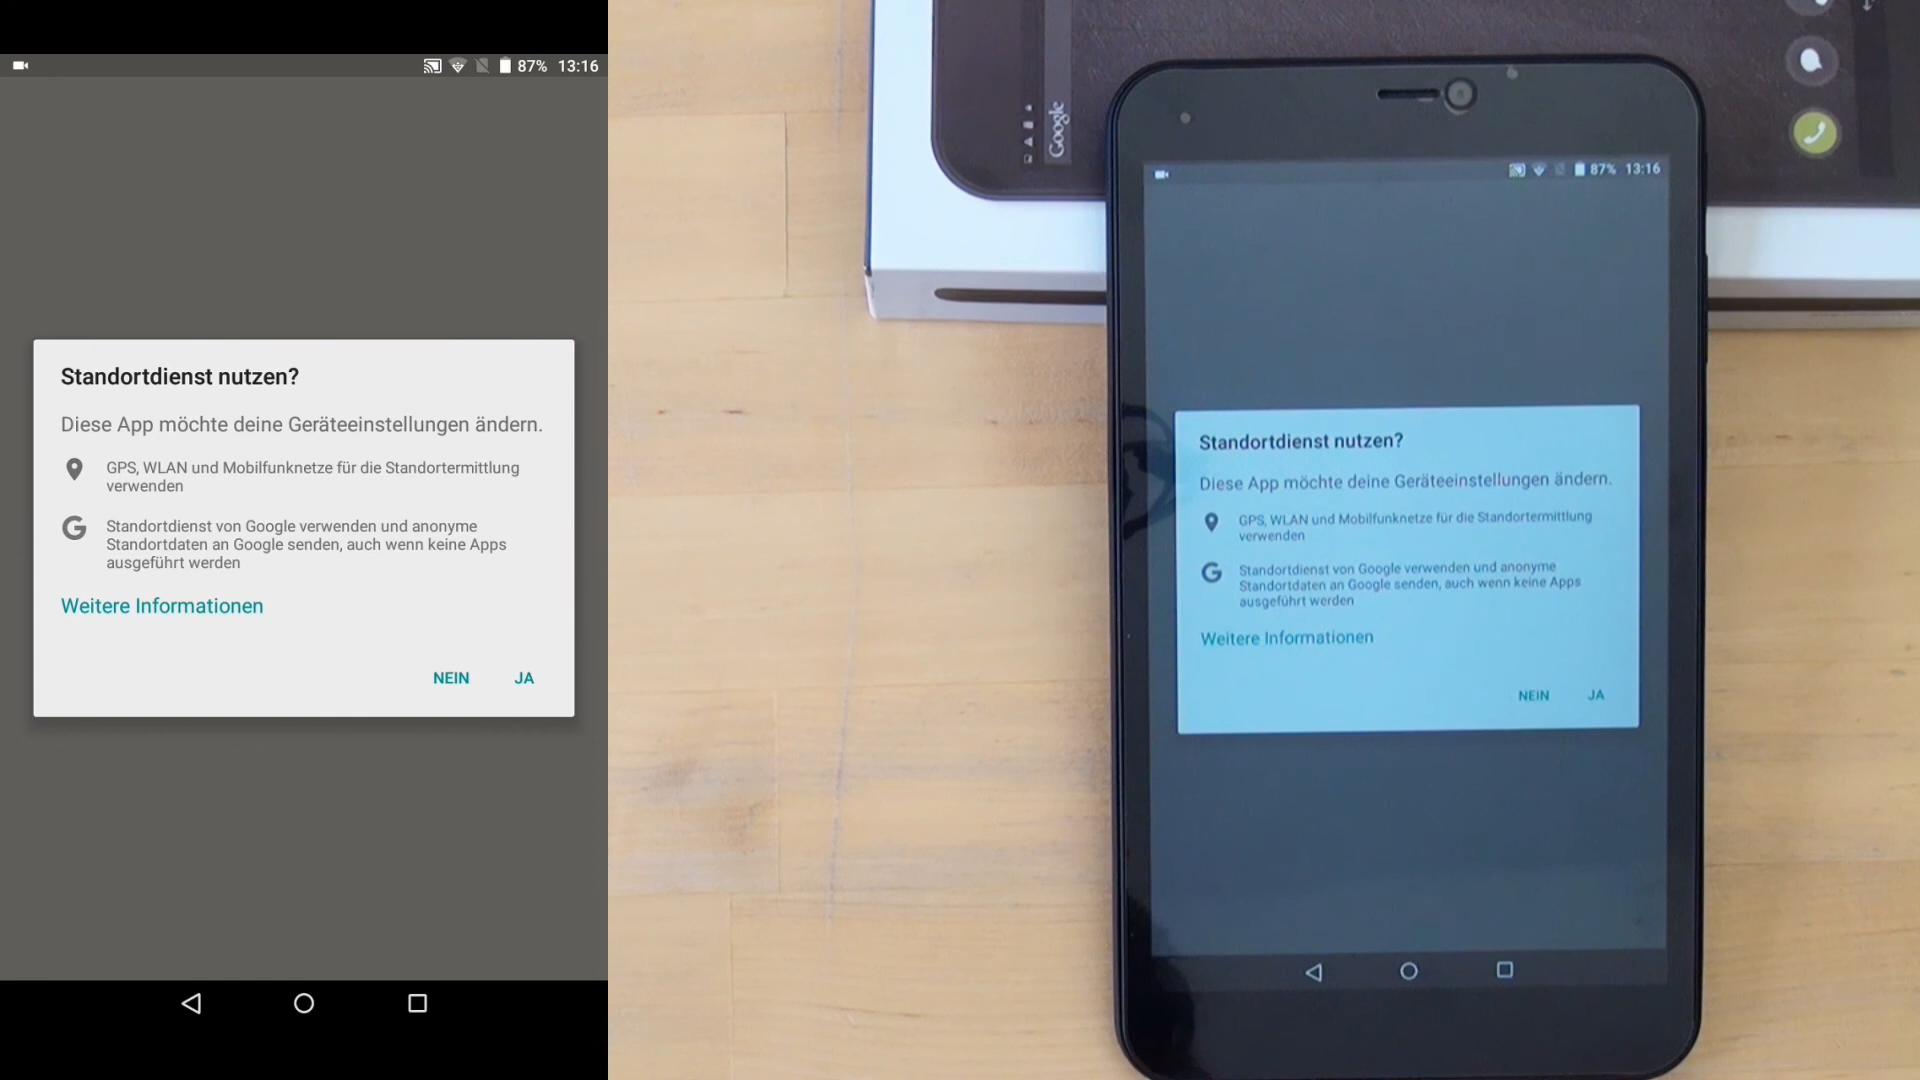 87% 13:16
Standortdienst nutzen?
Diese App möchte deine Geräteeinstellungen ändern.
GPS, WLAN und Mobilfunknetze für die Standortermittlung
verwenden
Standortdienst von Google verwenden und anonyme
Standortdaten an Google senden, auch wenn keine Apps
ausgeführt werden
Weitere Informationen
NEIN JA
Google
87% 13:16
Standortdienst nutzen?
Diese App möchte deine Geräteeinstellungen ändern.
GPS, WLAN und Mobilfunknetze für die Standortermittlung
verwenden
Standortdienst von Google verwenden und anonyme
Standortdaten an Google senden, auch wenn keine Apps
ausgeführt werden
Weitere Informationen
NEIN JA